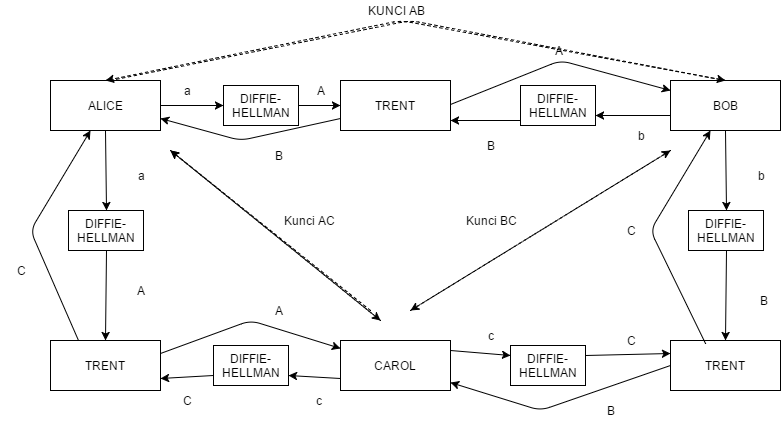 KUNCI AB
A
ALICE
a
DIFFIE-
HELLMAN
A
TRENT
DIFFIE-
HELLMAN
BOB
B
B
b
a
b
DIFFIE-
HELLMAN
Kunci AC
Kunci BC
C
DIFFIE-
HELLMAN
C
A
B
A
TRENT
DIFFIE-
HELLMAN
CAROL
c
DIFFIE-
HELLMAN
C
TRENT
C
c
B